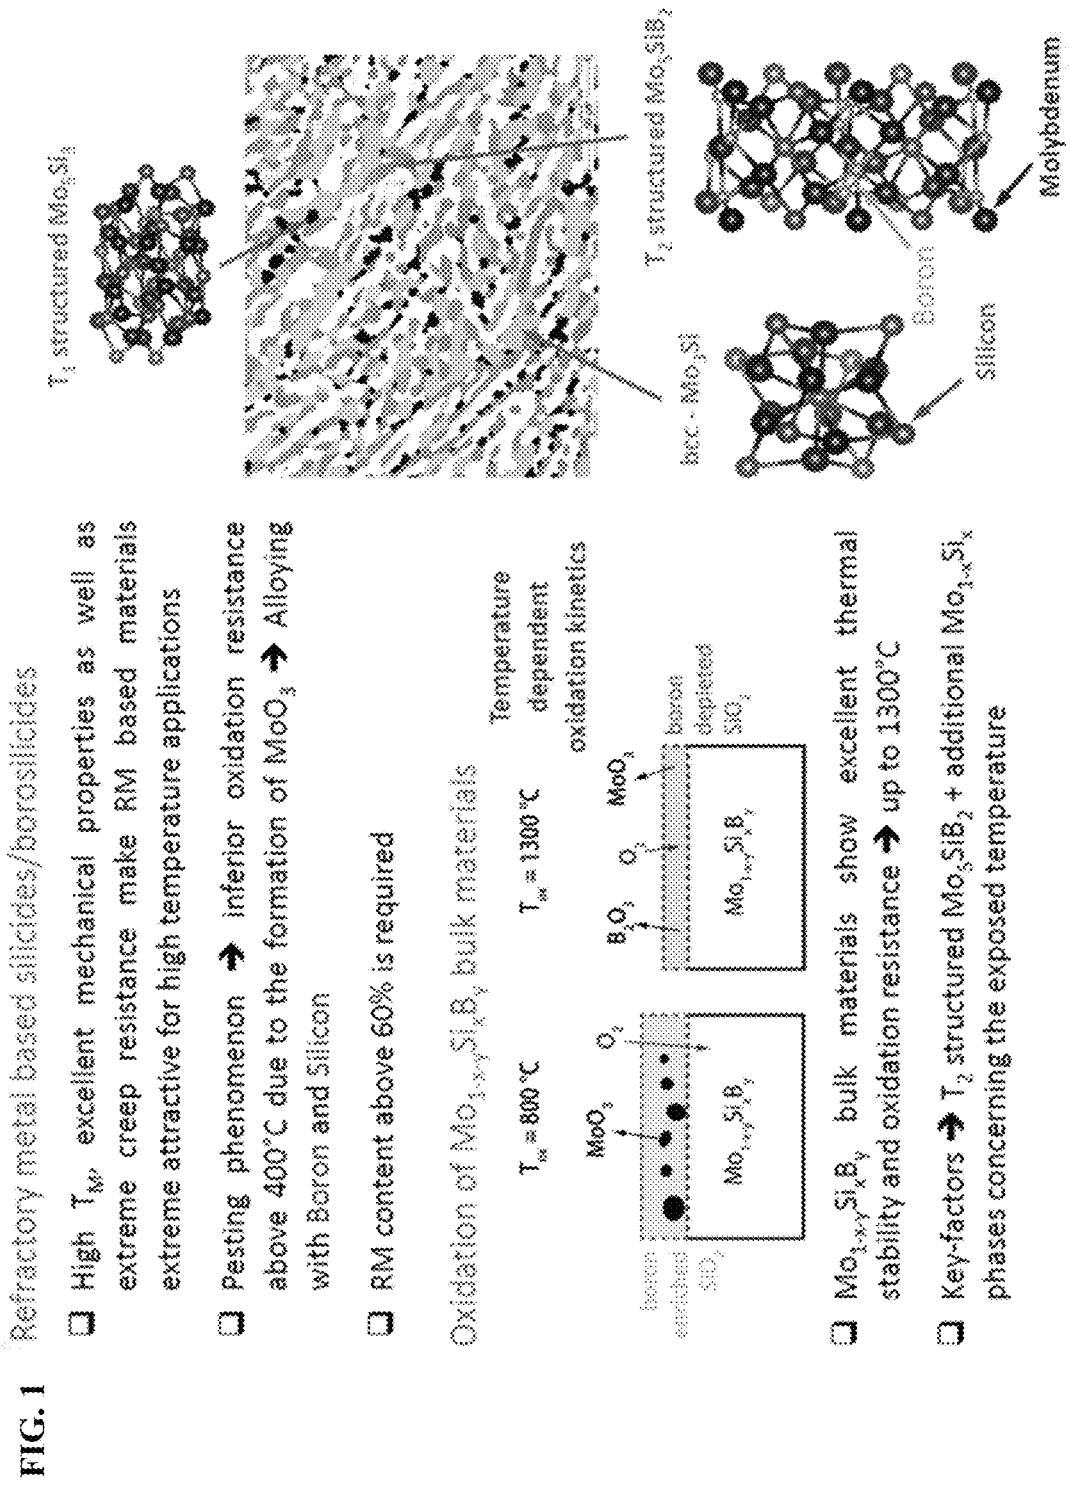 FIG. 1
Refractory metal based silicides/borosilicides
❑ High T_M, excellent mechanical properties as well as
extreme creep resistance make RM based materials
extreme attractive for high temperature applications
❑ Pesting phenomenon ➔ inferior oxidation resistance
above 400°C due to the formation of MoO₃ ➔ Alloying
with Boron and Silicon
❑ RM content above 60% is required
Oxidation of Mo₁₋ₓ₋ᵧSiₓBᵧ bulk materials
Temperature
dependent
oxidation kinetics
T_ox = 800 °C
MoO₃
O₂
boron
enriched
SiO₂
Mo₁₋ₓ₋ᵧSiₓBᵧ
T_ox = 1300 °C
B₂O₃
O₂
MoO₃
boron
depleted
SiO₂
Mo₁₋ₓ₋ᵧSiₓBᵧ
❑ Mo₁₋ₓ₋ᵧSiₓBᵧ bulk materials show excellent thermal
stability and oxidation resistance ➔ up to 1300°C
❑ Key-factors ➔ T₂ structured Mo₅SiB₂ + additional Mo₁₋ₓSiₓ
phases concerning the exposed temperature
T₁ structured Mo₅Si₃
bcc - Mo₃Si
T₂ structured Mo₅SiB₂
Boron
Silicon
Molybdenum